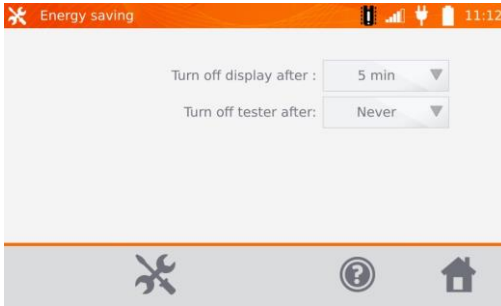 Energy saving 11:12
Turn off display after : 5 min
Turn off tester after: Never